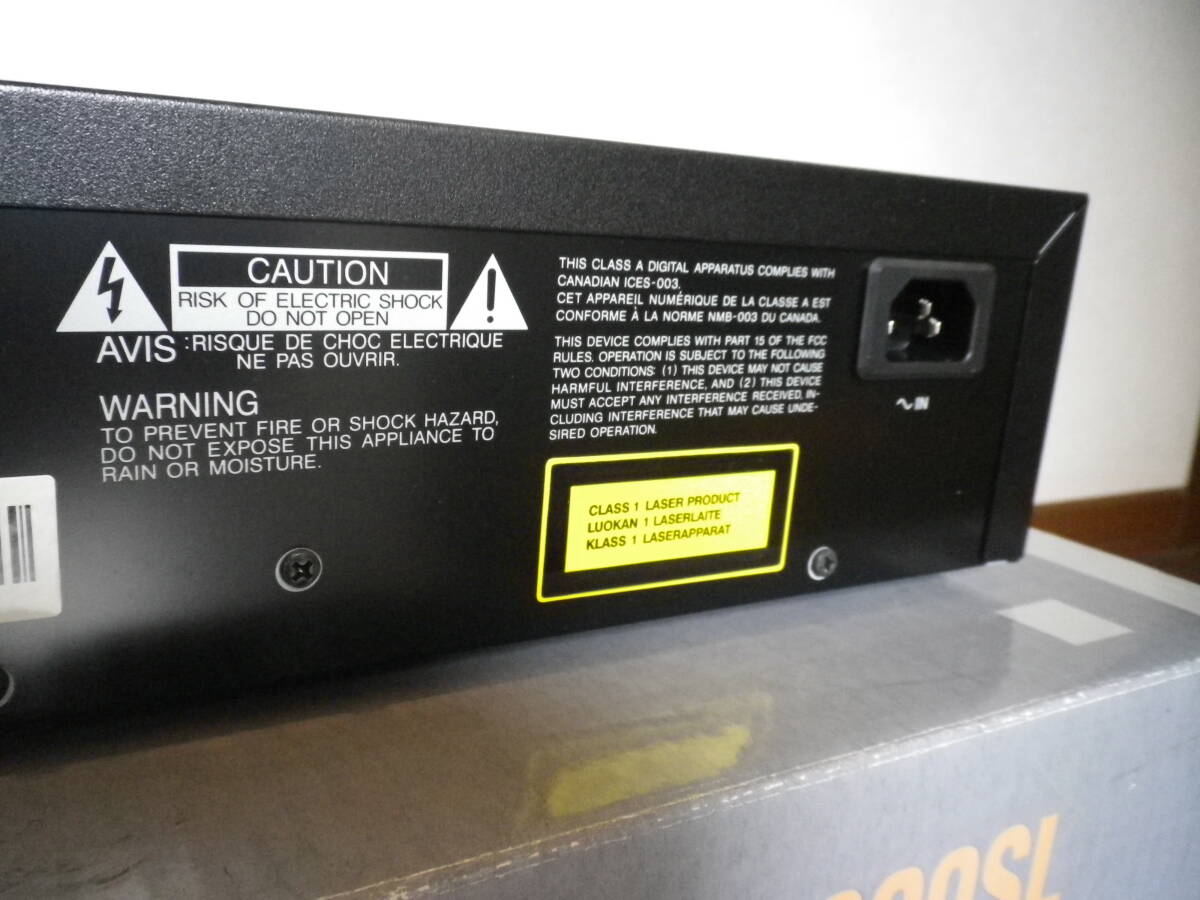 CAUTION
RISK OF ELECTRIC SHOCK
DO NOT OPEN
AVIS :RISQUE DE CHOC ELECTRIQUE
NE PAS OUVRIR.
WARNING
TO PREVENT FIRE OR SHOCK HAZARD,
DO NOT EXPOSE THIS APPLIANCE TO
RAIN OR MOISTURE.
THIS CLASS A DIGITAL APPARATUS COMPLIES WITH
CANADIAN ICES-003.
CET APPAREIL NUMÉRIQUE DE LA CLASSE A EST
CONFORME À LA NORME NMB-003 DU CANADA.
THIS DEVICE COMPLIES WITH PART 15 OF THE FCC
RULES. OPERATION IS SUBJECT TO THE FOLLOWING
TWO CONDITIONS: (1) THIS DEVICE MAY NOT CAUSE
HARMFUL INTERFERENCE, AND (2) THIS DEVICE
MUST ACCEPT ANY INTERFERENCE RECEIVED, IN-
CLUDING INTERFERENCE THAT MAY CAUSE UNDE-
SIRED OPERATION.
~IN
CLASS 1 LASER PRODUCT
LUOKAN 1 LASERLAITE
KLASS 1 LASERAPPARAT